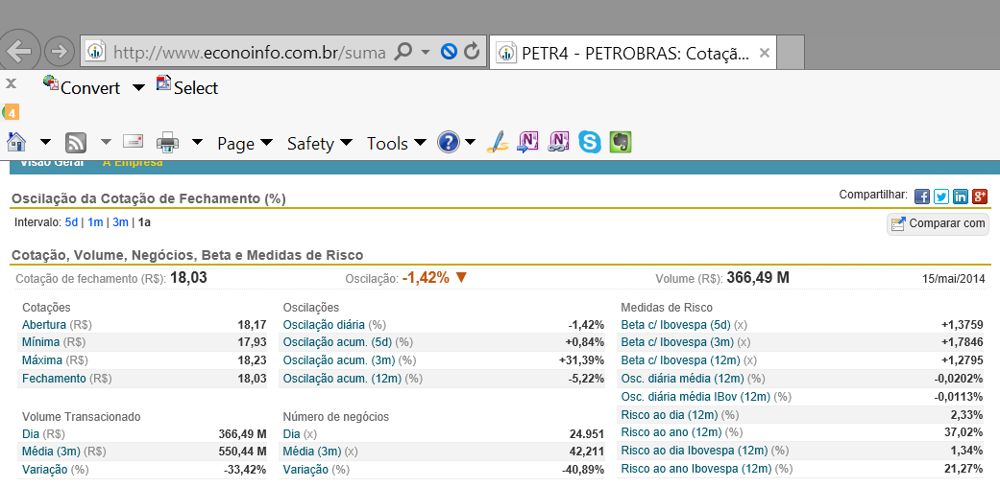 http://www.econoinfo.com.br/suma
PETR4 - PETROBRAS: Cotaçã...
Convert Select
4
Page Safety Tools
Visão Geral A Empresa
Oscilação da Cotação de Fechamento (%) Compartilhar:
Intervalo: 5d | 1m | 3m | 1a Comparar com
Cotação, Volume, Negócios, Beta e Medidas de Risco
Cotação de fechamento (R$): 18,03 Oscilação: -1,42% ▼ Volume (R$): 366,49 M 15/mai/2014
Cotações
Abertura (R$) 18,17
Mínima (R$) 17,93
Máxima (R$) 18,23
Fechamento (R$) 18,03
Oscilações
Oscilação diária (%) -1,42%
Oscilação acum. (5d) (%) +0,84%
Oscilação acum. (3m) (%) +31,39%
Oscilação acum. (12m) (%) -5,22%
Medidas de Risco
Beta c/ Ibovespa (5d) (x) +1,3759
Beta c/ Ibovespa (3m) (x) +1,7846
Beta c/ Ibovespa (12m) (x) +1,2795
Osc. diária média (12m) (%) -0,0202%
Osc. diária média IBov (12m) (%) -0,0113%
Risco ao dia (12m) (%) 2,33%
Risco ao ano (12m) (%) 37,02%
Risco ao dia Ibovespa (12m) (%) 1,34%
Risco ao ano Ibovespa (12m) (%) 21,27%
Volume Transacionado
Dia (R$) 366,49 M
Média (3m) (R$) 550,44 M
Variação (%) -33,42%
Número de negócios
Dia (x) 24.951
Média (3m) (x) 42,211
Variação (%) -40,89%